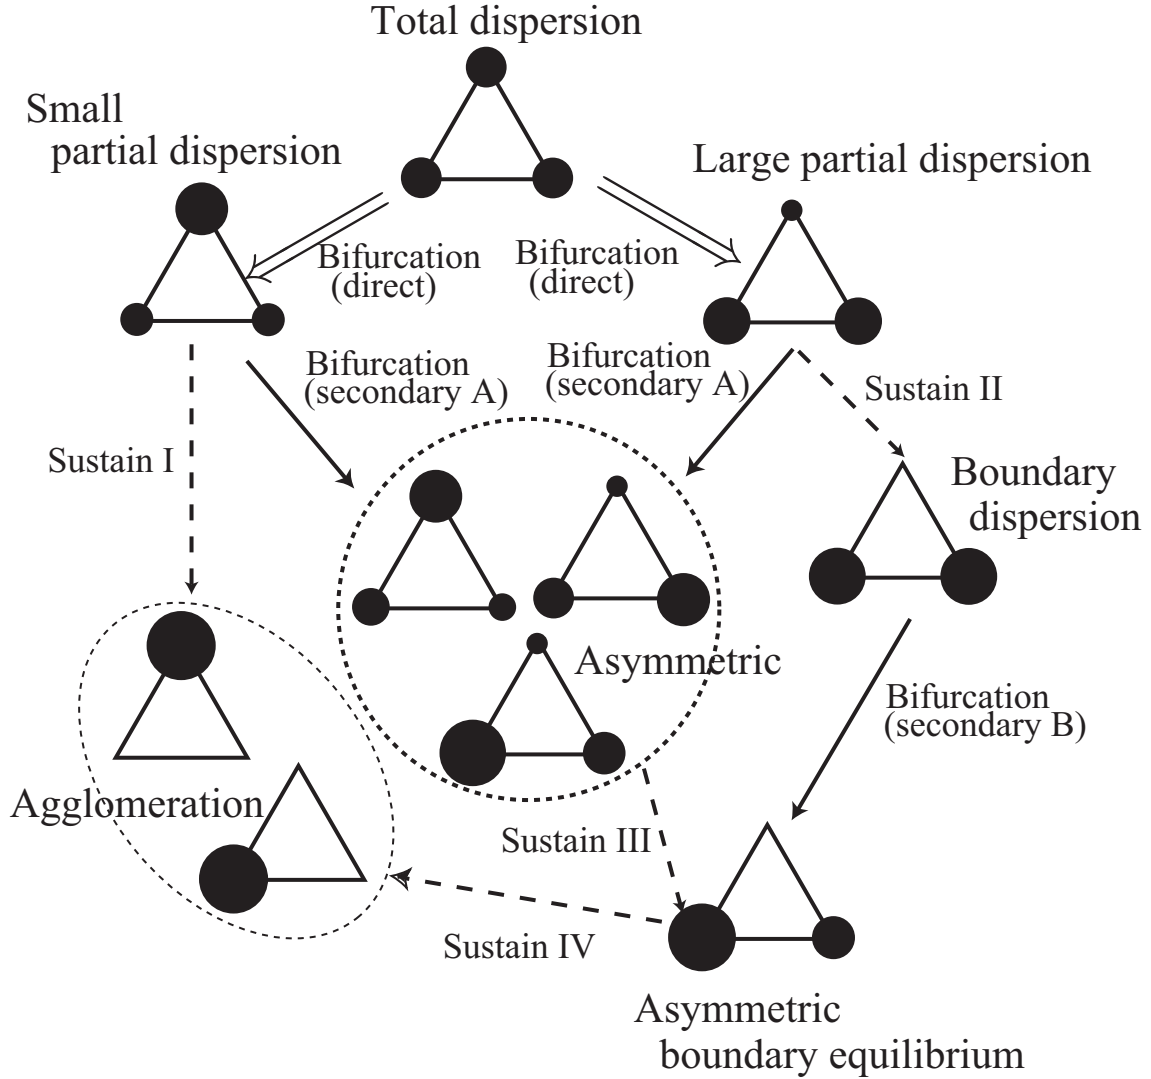 Total dispersion
Small
partial dispersion
Large partial dispersion
Bifurcation
(direct)
Bifurcation
(direct)
Bifurcation
(secondary A)
Bifurcation
(secondary A)
Sustain II
Sustain I
Boundary
dispersion
Asymmetric
Bifurcation
(secondary B)
Agglomeration
Sustain III
Sustain IV
Asymmetric
boundary equilibrium